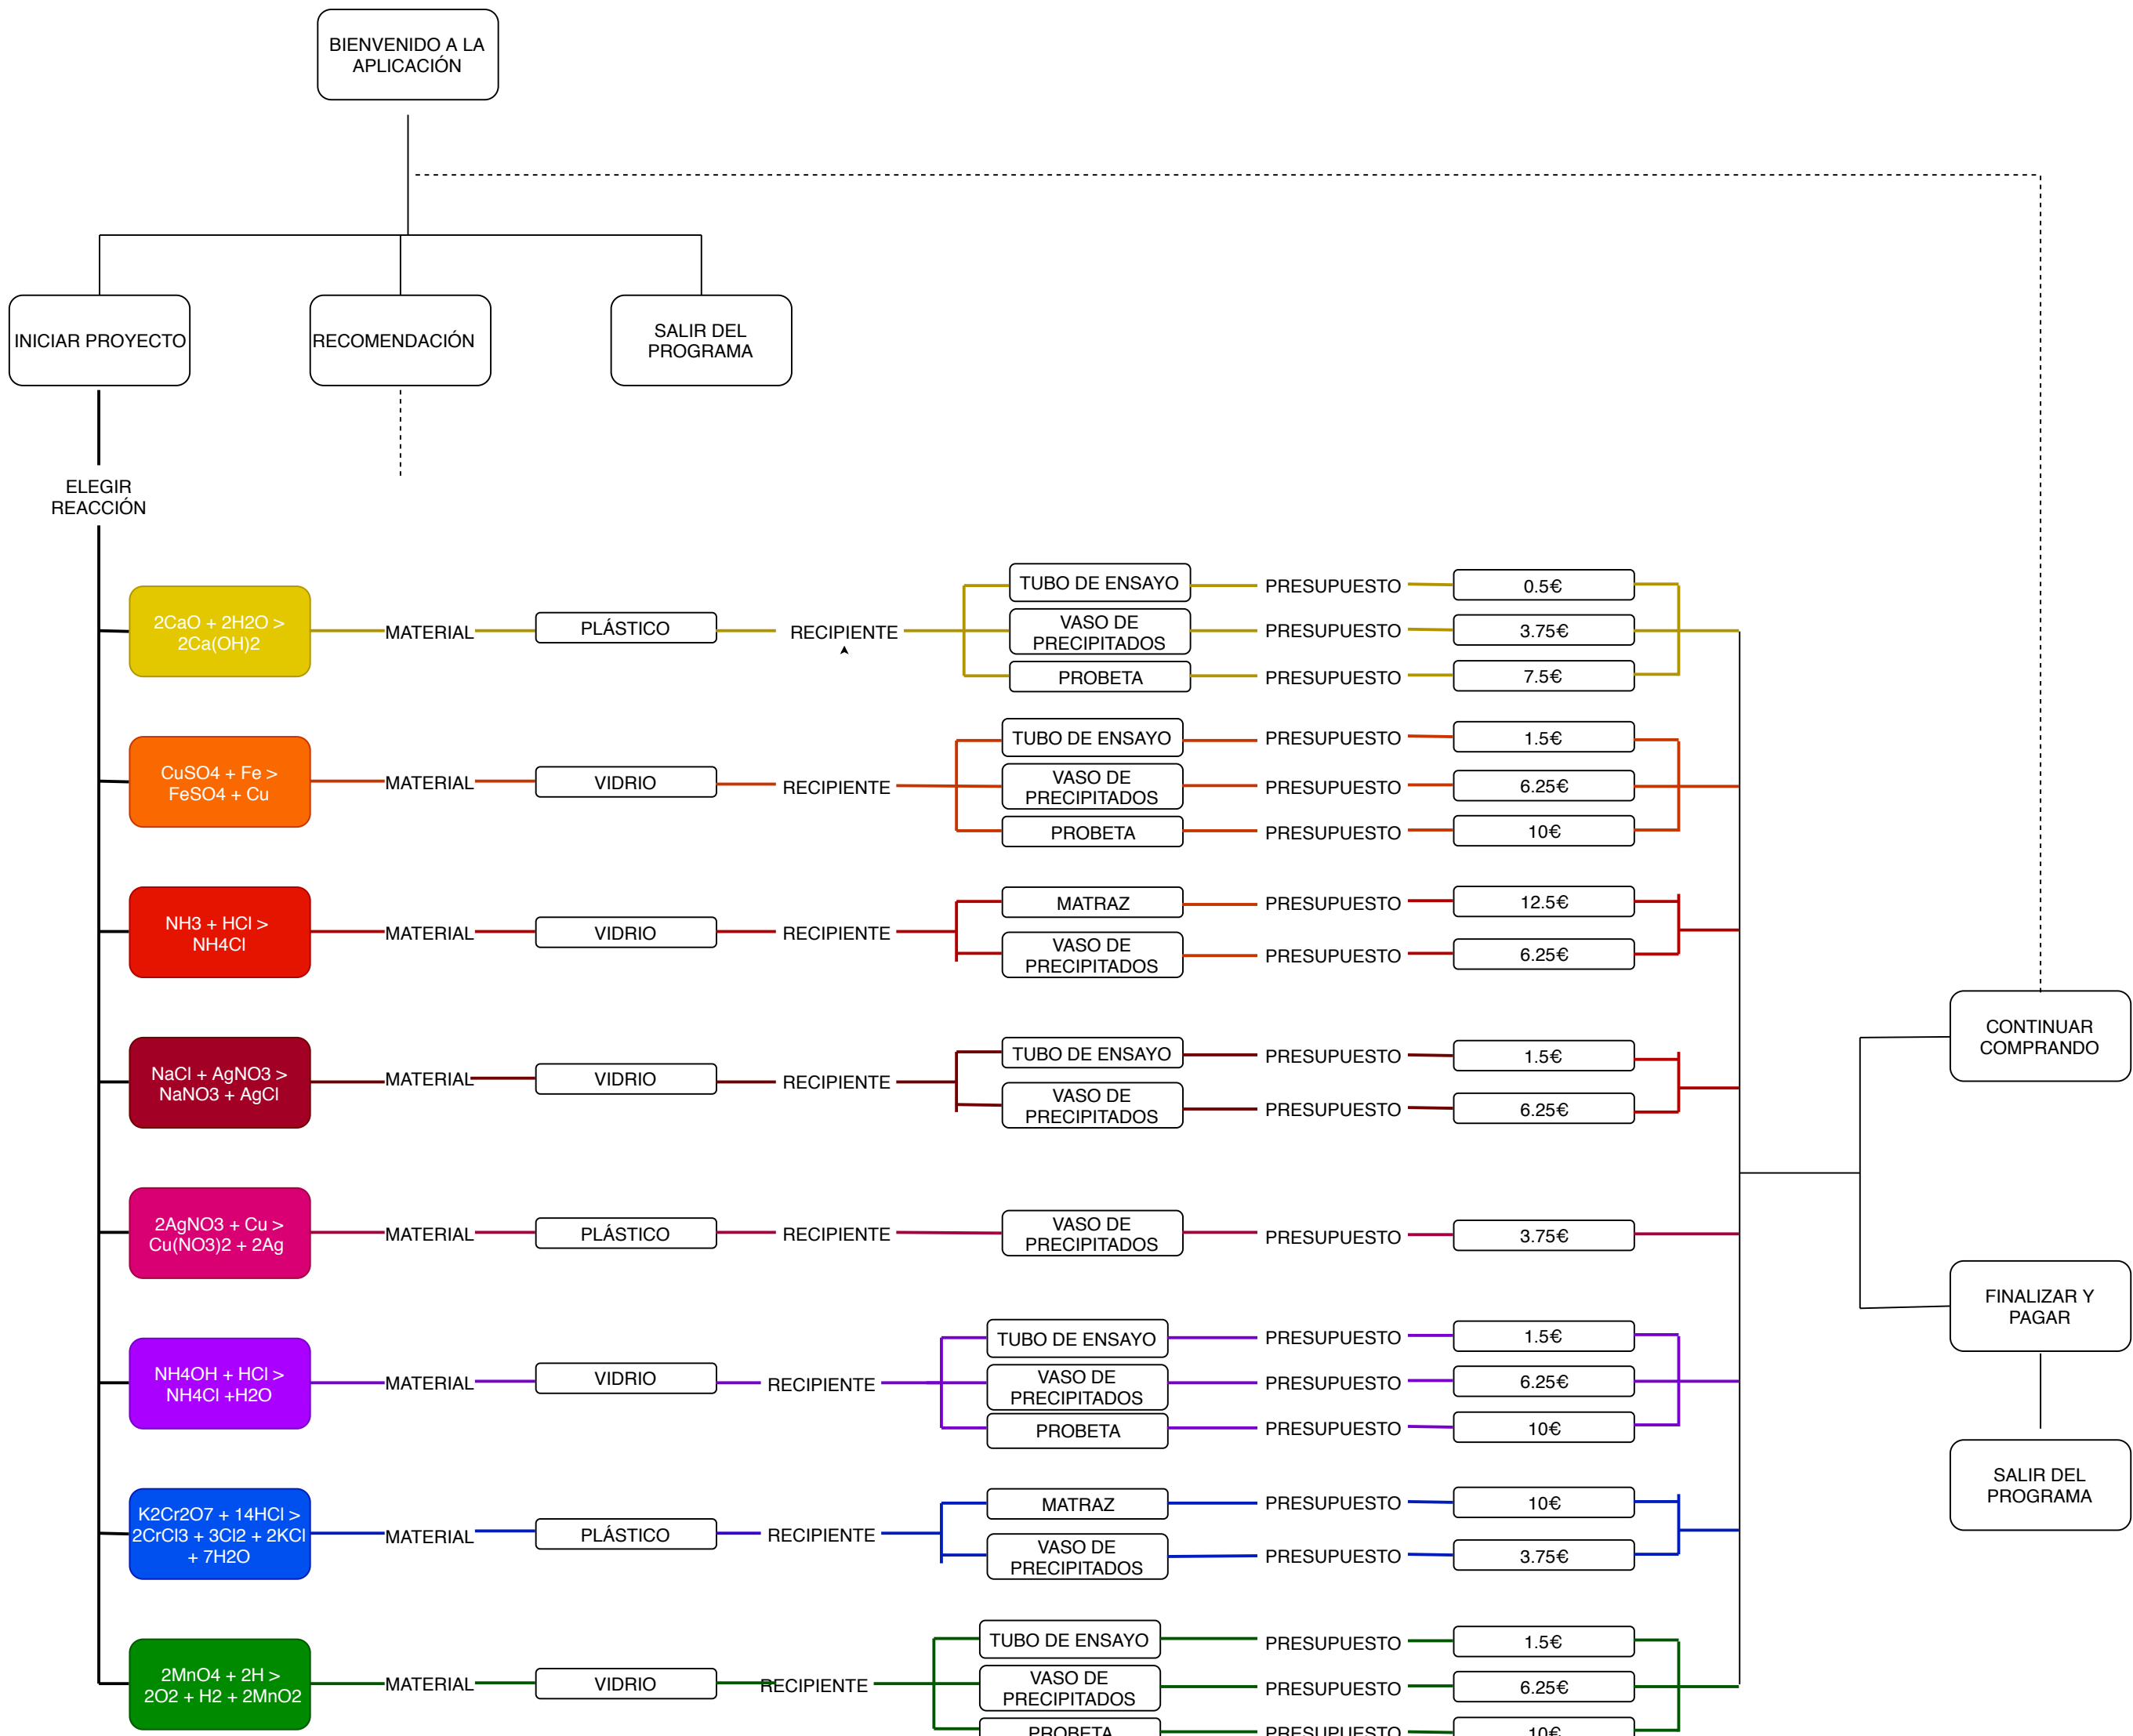 BIENVENIDO A LA
APLICACIÓN
INICIAR PROYECTO
RECOMENDACIÓN
SALIR DEL
PROGRAMA
ELEGIR
REACCIÓN
2CaO + 2H2O >
2Ca(OH)2
MATERIAL
PLÁSTICO
RECIPIENTE
TUBO DE ENSAYO
PRESUPUESTO
0.5€
VASO DE
PRECIPITADOS
PRESUPUESTO
3.75€
PROBETA
PRESUPUESTO
7.5€
CuSO4 + Fe >
FeSO4 + Cu
MATERIAL
VIDRIO
RECIPIENTE
TUBO DE ENSAYO
PRESUPUESTO
1.5€
VASO DE
PRECIPITADOS
PRESUPUESTO
6.25€
PROBETA
PRESUPUESTO
10€
NH3 + HCl >
NH4Cl
MATERIAL
VIDRIO
RECIPIENTE
MATRAZ
PRESUPUESTO
12.5€
VASO DE
PRECIPITADOS
PRESUPUESTO
6.25€
NaCl + AgNO3 >
NaNO3 + AgCl
MATERIAL
VIDRIO
RECIPIENTE
TUBO DE ENSAYO
PRESUPUESTO
1.5€
VASO DE
PRECIPITADOS
PRESUPUESTO
6.25€
2AgNO3 + Cu >
Cu(NO3)2 + 2Ag
MATERIAL
PLÁSTICO
RECIPIENTE
VASO DE
PRECIPITADOS
PRESUPUESTO
3.75€
NH4OH + HCl >
NH4Cl +H2O
MATERIAL
VIDRIO
RECIPIENTE
TUBO DE ENSAYO
PRESUPUESTO
1.5€
VASO DE
PRECIPITADOS
PRESUPUESTO
6.25€
PROBETA
PRESUPUESTO
10€
K2Cr2O7 + 14HCl >
2CrCl3 + 3Cl2 + 2KCl
+ 7H2O
MATERIAL
PLÁSTICO
RECIPIENTE
MATRAZ
PRESUPUESTO
10€
VASO DE
PRECIPITADOS
PRESUPUESTO
3.75€
2MnO4 + 2H >
2O2 + H2 + 2MnO2
MATERIAL
VIDRIO
RECIPIENTE
TUBO DE ENSAYO
PRESUPUESTO
1.5€
VASO DE
PRECIPITADOS
PRESUPUESTO
6.25€
PROBETA
PRESUPUESTO
10€
CONTINUAR
COMPRANDO
FINALIZAR Y
PAGAR
SALIR DEL
PROGRAMA